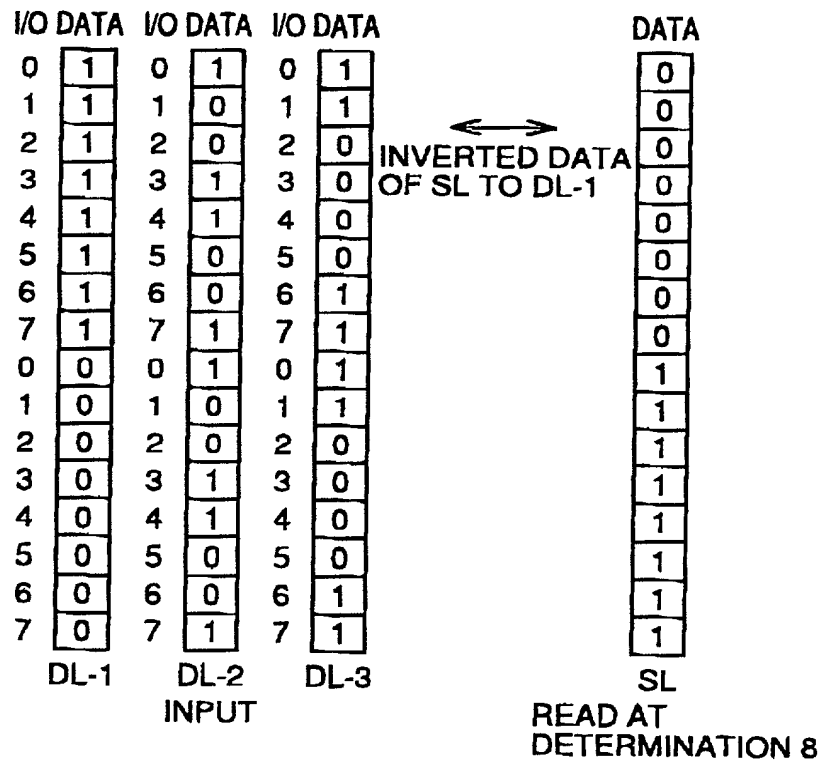 I/O DATA I/O DATA I/O DATA DATA
0 1 0 1 0 1 0
1 1 1 0 1 1 0
2 1 2 0 2 0 0
3 1 3 1 3 0 0
4 1 4 1 4 0 0
5 1 5 0 5 0 0
6 1 6 0 6 1 0
7 1 7 1 7 1 0
0 0 0 1 0 1 1
1 0 1 0 1 1 1
2 0 2 0 2 0 1
3 0 3 1 3 0 1
4 0 4 1 4 0 1
5 0 5 0 5 0 1
6 0 6 0 6 1 1
7 0 7 1 7 1 1
INVERTED DATA
OF SL TO DL-1
DL-1 DL-2 DL-3 SL
INPUT
READ AT
DETERMINATION 8